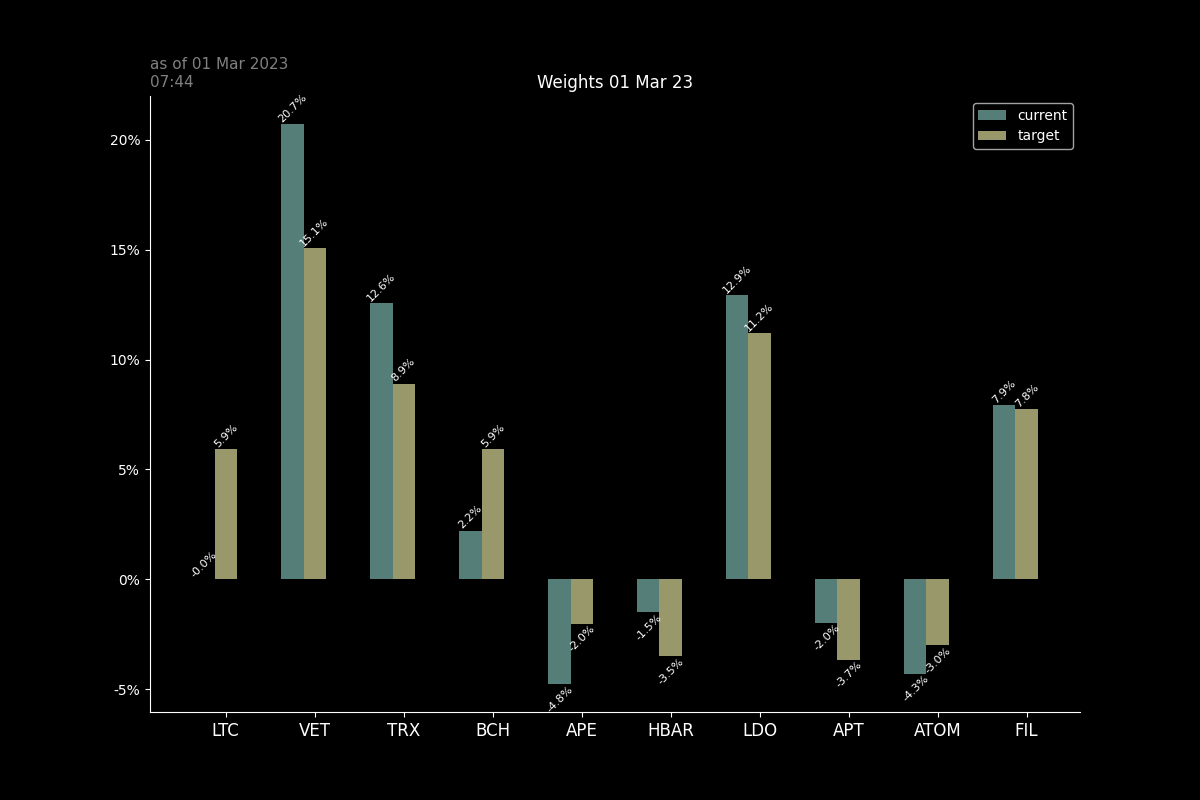 as of 01 Mar 2023
07:44
Weights 01 Mar 23
current
target
20%
15%
10%
5%
0%
-5%
-0.0%
5.9%
20.7%
15.1%
12.6%
8.9%
2.2%
5.9%
-4.8%
-2.0%
-1.5%
-3.5%
12.9%
11.2%
-2.0%
-3.7%
-4.3%
-3.0%
7.9%
7.8%
LTC
VET
TRX
BCH
APE
HBAR
LDO
APT
ATOM
FIL